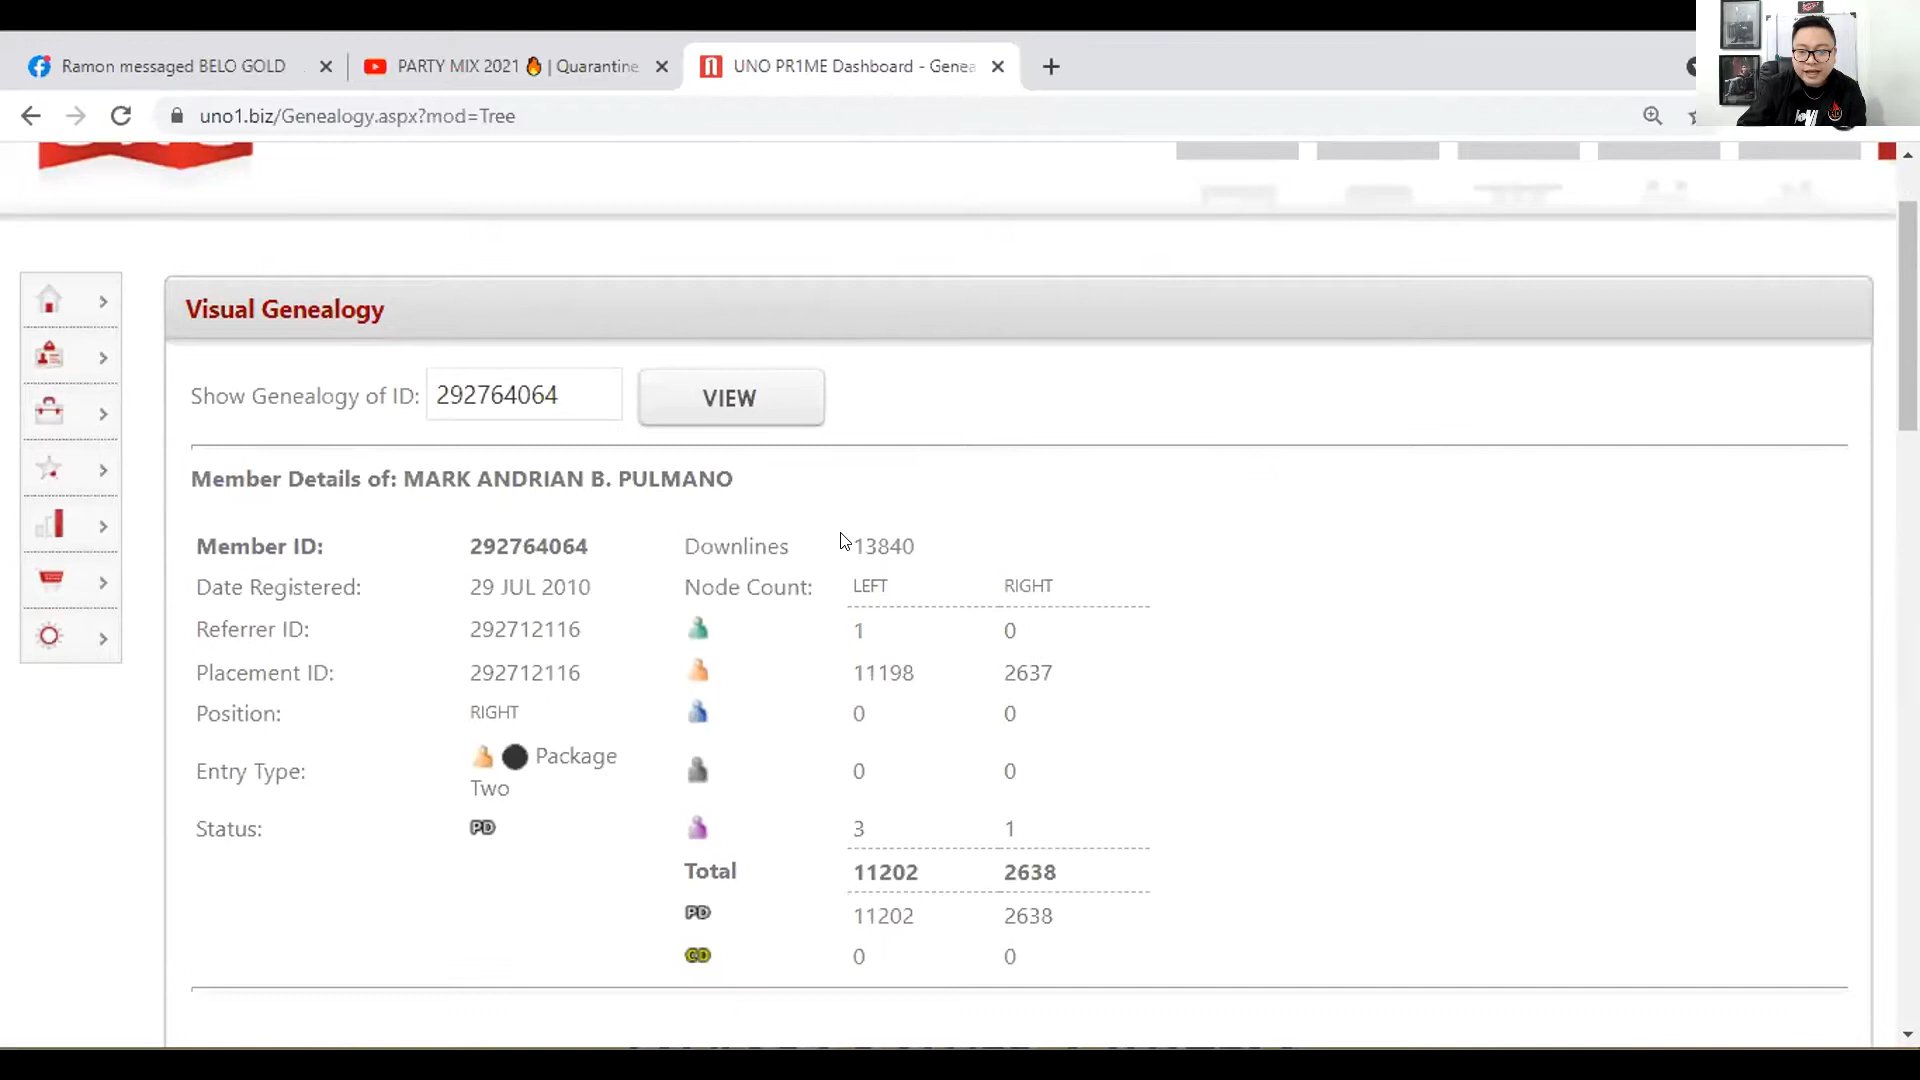 Ramon messaged BELO GOLD
PARTY MIX 2021 🔥 | Quarantine
UNO PR1ME Dashboard - Genea
uno1.biz/Genealogy.aspx?mod=Tree
Visual Genealogy
Show Genealogy of ID: 292764064 VIEW
Member Details of: MARK ANDRIAN B. PULMANO
Member ID: 292764064 Downlines 13840
Date Registered: 29 JUL 2010 Node Count: LEFT RIGHT
Referrer ID: 292712116 1 0
Placement ID: 292712116 11198 2637
Position: RIGHT 0 0
Entry Type: Package Two 0 0
Status: PD 3 1
Total 11202 2638
PD 11202 2638
CD 0 0